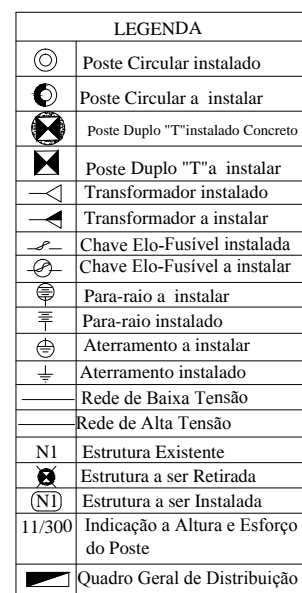 LEGENDA
Poste Circular instalado
Poste Circular a instalar
Poste Duplo "T"instalado Concreto
Poste Duplo "T"a instalar
Transformador instalado
Transformador a instalar
Chave Elo-Fusível instalada
Chave Elo-Fusível a instalar
Para-raio a instalar
Para-raio instalado
Aterramento a instalar
Aterramento instalado
Rede de Baixa Tensão
Rede de Alta Tensão
N1 Estrutura Existente
Estrutura a ser Retirada
N1 Estrutura a ser Instalada
11/300 Indicação a Altura e Esforço
do Poste
Quadro Geral de Distribuição